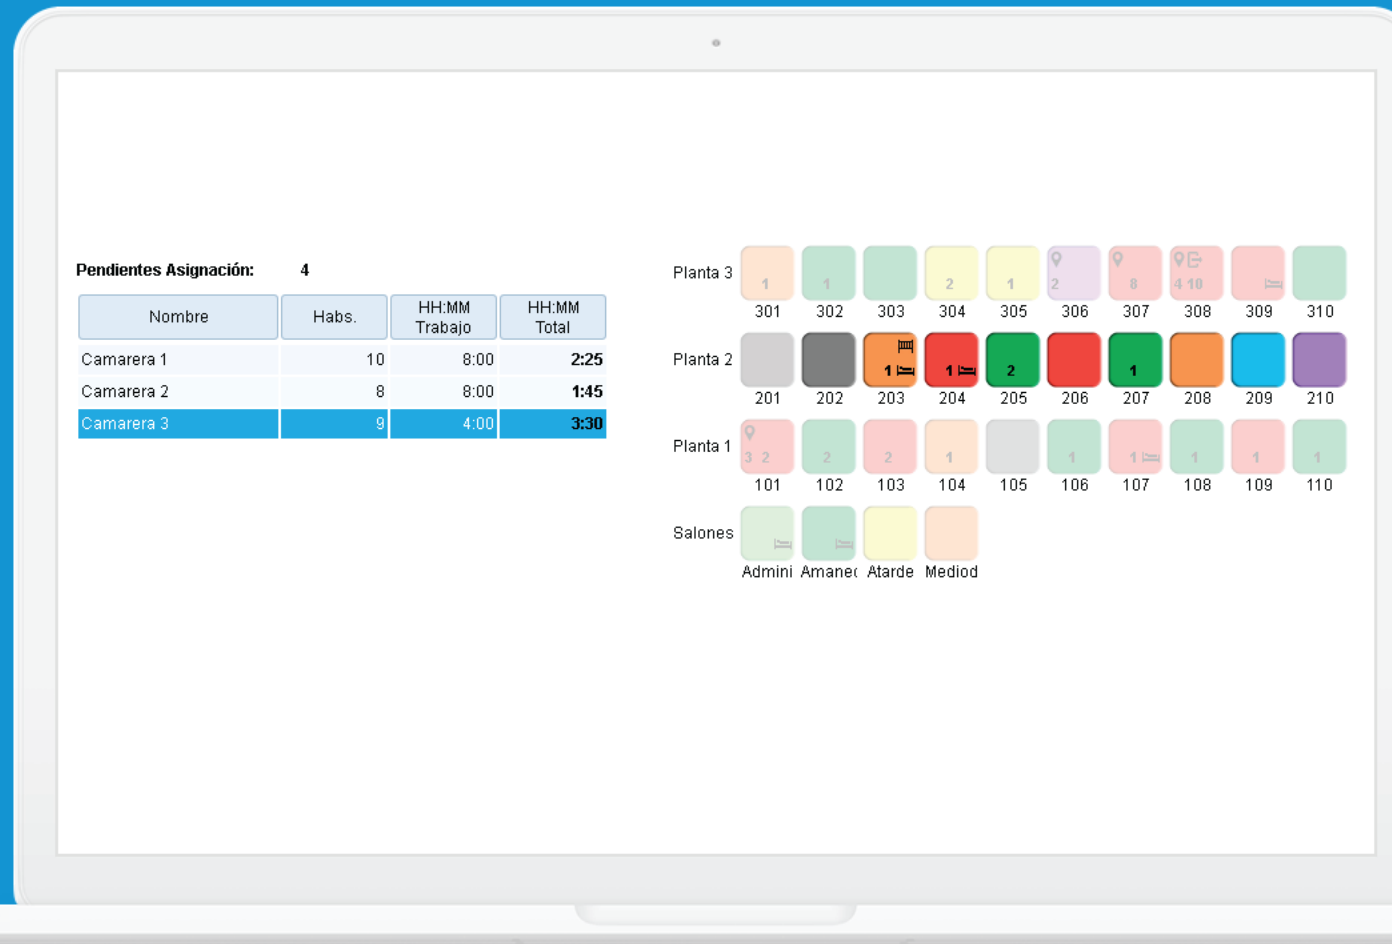 Pendientes Asignación: 4
Nombre Habs. HH:MM Trabajo HH:MM Total
Camarera 1 10 8:00 2:25
Camarera 2 8 8:00 1:45
Camarera 3 9 4:00 3:30
Planta 3
1 1 2 1 2 8 4 10
301 302 303 304 305 306 307 308 309 310
Planta 2
1 1 2 1
201 202 203 204 205 206 207 208 209 210
Planta 1
3 2 2 2 1 1 1 1 1 1
101 102 103 104 105 106 107 108 109 110
Salones
Admini Amanec Atarde Mediod